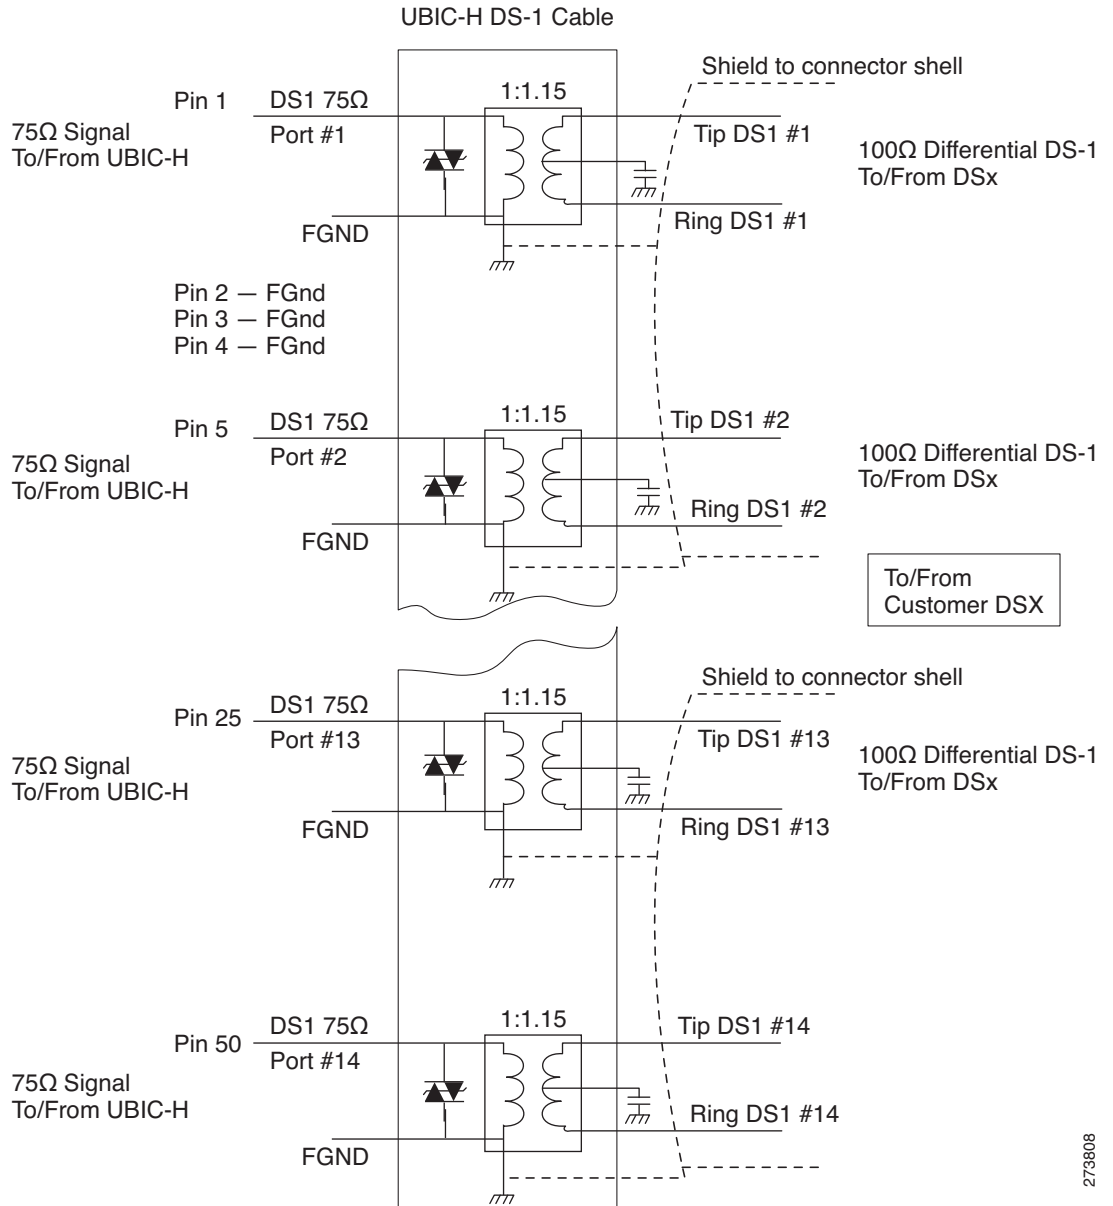 UBIC-H DS-1 Cable
Shield to connector shell
Pin 1
DS1 75Ω
1:1.15
75Ω Signal
To/From UBIC-H
Port #1
Tip DS1 #1
100Ω Differential DS-1
To/From DSx
FGND
Ring DS1 #1
Pin 2 — FGnd
Pin 3 — FGnd
Pin 4 — FGnd
Pin 5
DS1 75Ω
1:1.15
Tip DS1 #2
75Ω Signal
To/From UBIC-H
Port #2
100Ω Differential DS-1
To/From DSx
FGND
Ring DS1 #2
To/From
Customer DSX
Shield to connector shell
Pin 25
DS1 75Ω
1:1.15
75Ω Signal
To/From UBIC-H
Port #13
Tip DS1 #13
100Ω Differential DS-1
To/From DSx
FGND
Ring DS1 #13
Pin 50
DS1 75Ω
1:1.15
Tip DS1 #14
75Ω Signal
To/From UBIC-H
Port #14
Ring DS1 #14
FGND
273808